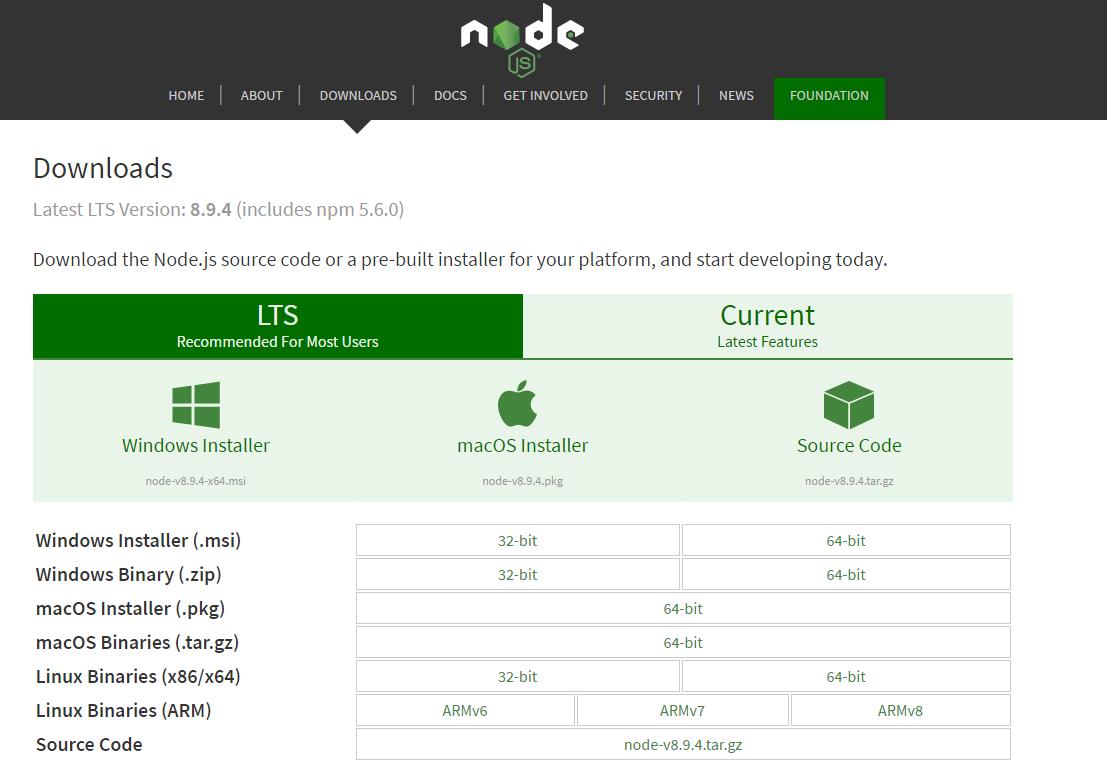 node
JS
HOME ABOUT DOWNLOADS DOCS GET INVOLVED SECURITY NEWS FOUNDATION
Downloads
Latest LTS Version: 8.9.4 (includes npm 5.6.0)
Download the Node.js source code or a pre-built installer for your platform, and start developing today.
LTS
Recommended For Most Users
Current
Latest Features
Windows Installer
node-v8.9.4-x64.msi
macOS Installer
node-v8.9.4.pkg
Source Code
node-v8.9.4.tar.gz
Windows Installer (.msi) 32-bit 64-bit
Windows Binary (.zip) 32-bit 64-bit
macOS Installer (.pkg) 64-bit
macOS Binaries (.tar.gz) 64-bit
Linux Binaries (x86/x64) 32-bit 64-bit
Linux Binaries (ARM) ARMv6 ARMv7 ARMv8
Source Code node-v8.9.4.tar.gz